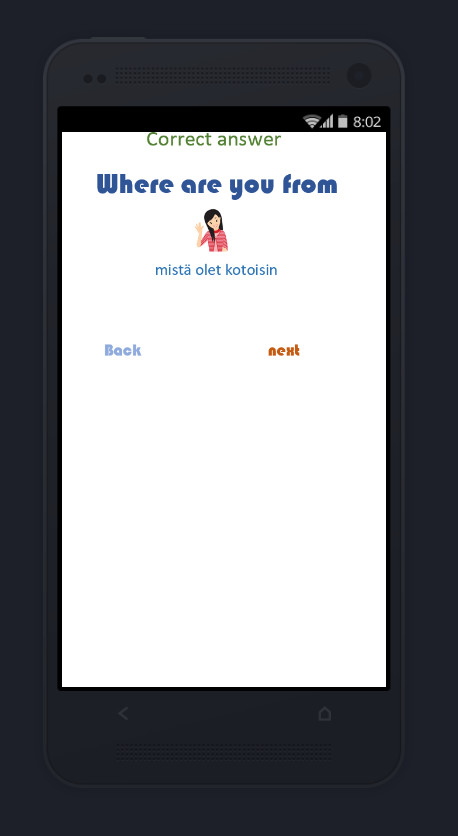 8:02
Correct answer
Where are you from
mistä olet kotoisin
Back next